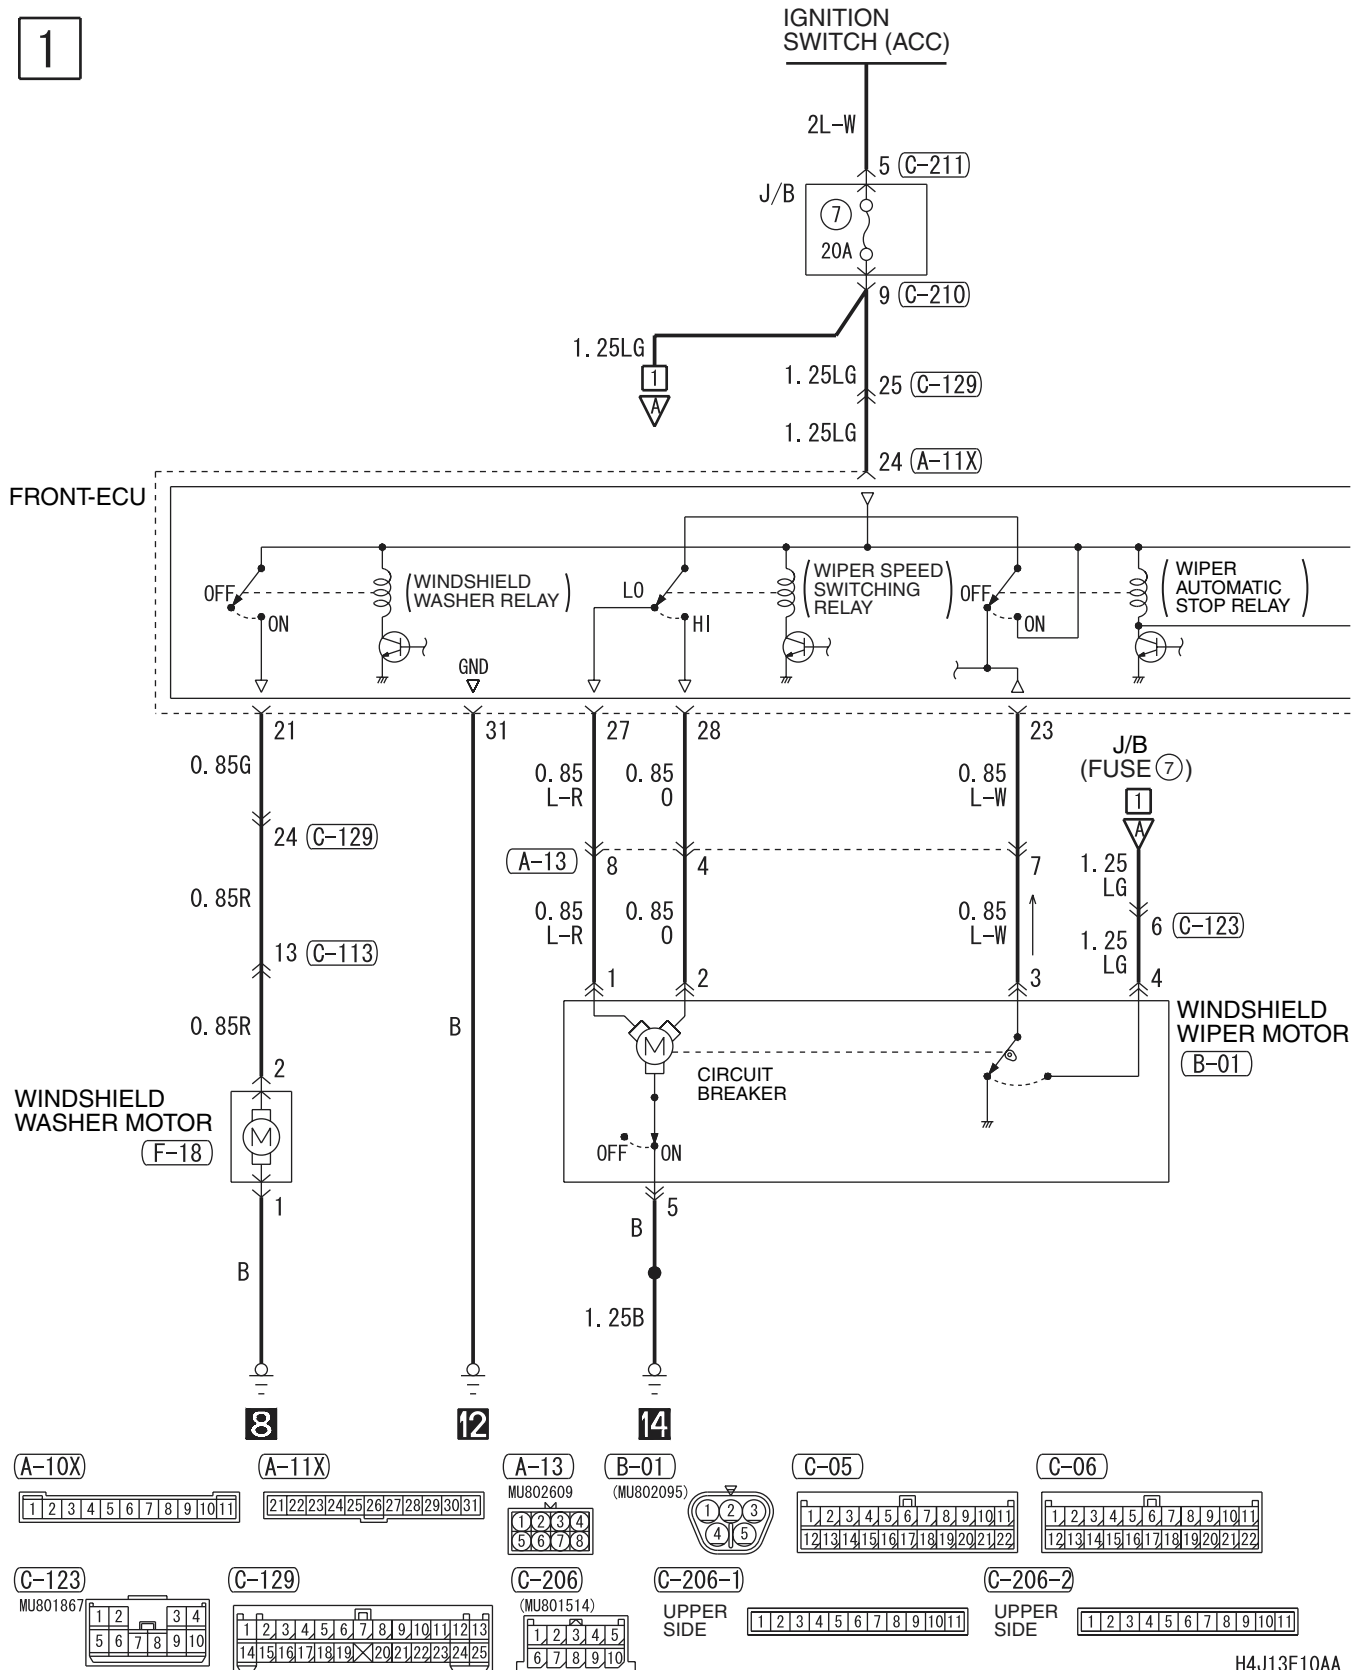 1
IGNITION
SWITCH (ACC)
2L-W
5 C-211
J/B
7
20A
9 C-210
1.25LG
1
A
1.25LG
25 C-129
1.25LG
24 A-11X
FRONT-ECU
OFF
ON
(WINDSHIELD
WASHER RELAY)
GND
LO
HI
(WIPER SPEED
SWITCHING
RELAY)
OFF
ON
(WIPER
AUTOMATIC
STOP RELAY)
21 31 27 28 23
0.85G
0.85
L-R
0.85
O
0.85
L-W
J/B
(FUSE 7)
1
A
24 C-129
A-13 8 4 7
1.25
LG
0.85R
0.85
L-R
0.85
O
0.85
L-W
6 C-123
13 C-113
1.25
LG
1 2 3 4
0.85R
B
M
WINDSHIELD
WIPER MOTOR
B-01
2
CIRCUIT
BREAKER
WINDSHIELD
WASHER MOTOR
F-18
M
OFF ON
1
5
B
B
1.25B
8 12 14
A-10X
1 2 3 4 5 6 7 8 9 10 11
A-11X
21 22 23 24 25 26 27 28 29 30 31
A-13
MU802609
1 2 3 4
5 6 7 8
B-01
(MU802095)
1 2 3
4 5
C-05
1 2 3 4 5 6 7 8 9 10 11
12 13 14 15 16 17 18 19 20 21 22
C-06
1 2 3 4 5 6 7 8 9 10 11
12 13 14 15 16 17 18 19 20 21 22
C-123
MU801867
1 2 3 4
5 6 7 8 9 10
C-129
1 2 3 4 5 6 7 8 9 10 11 12 13
14 15 16 17 18 19 20 21 22 23 24 25
C-206
(MU801514)
1 2 3 4 5
6 7 8 9 10
C-206-1
UPPER
SIDE
1 2 3 4 5 6 7 8 9 10 11
C-206-2
UPPER
SIDE
1 2 3 4 5 6 7 8 9 10 11
H4J13E10AA